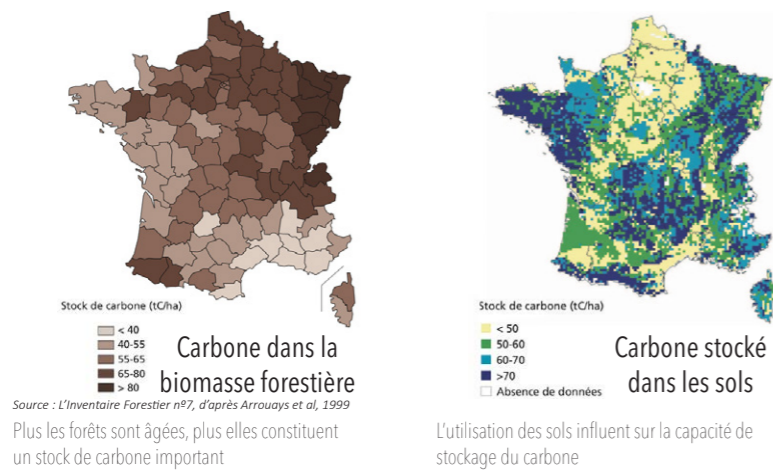 Stock de carbone (tC/ha)
< 40
40-55
55-65
65-80
> 80
Carbone dans la
biomasse forestière
Source : L'Inventaire Forestier nº7, d'après Arrouays et al, 1999
Plus les forêts sont âgées, plus elles constituent
un stock de carbone important
Stock de carbone (tC/ha)
< 50
50-60
60-70
>70
Absence de données
Carbone stocké
dans les sols
L'utilisation des sols influent sur la capacité de
stockage du carbone